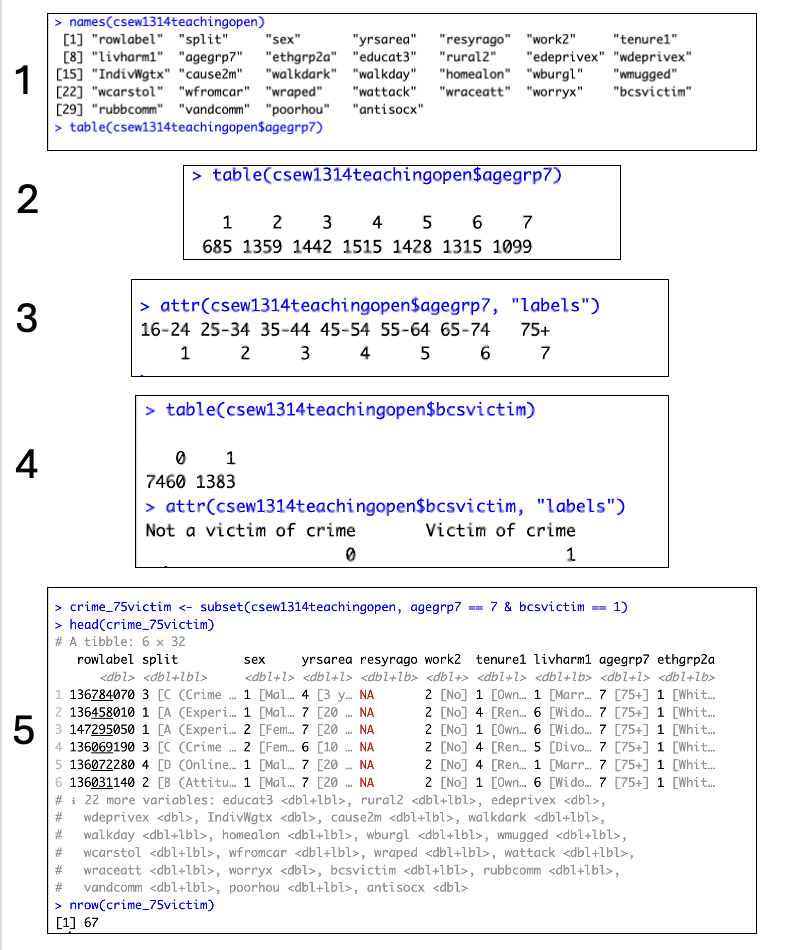 1
> names(csew1314teachingopen)
[1] "rowlabel" "split" "sex" "yrsarea" "resyrago" "work2" "tenure1"
[8] "livharm1" "agegrp7" "ethgrp2a" "educat3" "rural2" "edeprivex" "wdeprivex"
[15] "IndivWgtx" "cause2m" "walkdark" "walkday" "homealon" "wburgl" "wmugged"
[22] "wcarstol" "wfromcar" "wraped" "wattack" "wraceatt" "worryx" "bcsvictim"
[29] "rubbcomm" "vandcomm" "poorhou" "antisocx"
> table(csew1314teachingopen$agegrp7)
2
> table(csew1314teachingopen$agegrp7)
1 2 3 4 5 6 7
685 1359 1442 1515 1428 1315 1099
3
> attr(csew1314teachingopen$agegrp7, "labels")
16-24 25-34 35-44 45-54 55-64 65-74 75+
1 2 3 4 5 6 7
4
> table(csew1314teachingopen$bcsvictim)
0 1
7460 1383
> attr(csew1314teachingopen$bcsvictim, "labels")
Not a victim of crime Victim of crime
0 1
5
> crime_75victim <- subset(csew1314teachingopen, agegrp7 == 7 & bcsvictim == 1)
> head(crime_75victim)
# A tibble: 6 × 32
rowlabel split sex yrsarea resyrago work2 tenure1 livharm1 agegrp7 ethgrp2a
<dbl> <dbl+lbl> <dbl+l> <dbl+l> <dbl+lb> <dbl+> <dbl+l> <dbl+lb> <dbl+l> <dbl+lb>
1 136784070 3 [C (Crime … 1 [Mal… 4 [3 y… NA 2 [No] 1 [Own… 1 [Marr… 7 [75+] 1 [Whit…
2 136458010 1 [A (Experi… 1 [Mal… 7 [20 … NA 2 [No] 4 [Ren… 6 [Wido… 7 [75+] 1 [Whit…
3 147295050 1 [A (Experi… 2 [Fem… 7 [20 … NA 2 [No] 1 [Own… 6 [Wido… 7 [75+] 1 [Whit…
4 136069190 3 [C (Crime … 2 [Fem… 6 [10 … NA 2 [No] 4 [Ren… 5 [Divo… 7 [75+] 1 [Whit…
5 136072280 4 [D (Online… 1 [Mal… 7 [20 … NA 2 [No] 4 [Ren… 1 [Marr… 7 [75+] 1 [Whit…
6 136031140 2 [B (Attitu… 1 [Mal… 7 [20 … NA 2 [No] 1 [Own… 6 [Wido… 7 [75+] 1 [Whit…
# ℹ 22 more variables: educat3 <dbl+lbl>, rural2 <dbl+lbl>, edeprivex <dbl>,
# wdeprivex <dbl>, IndivWgtx <dbl>, cause2m <dbl+lbl>, walkdark <dbl+lbl>,
# walkday <dbl+lbl>, homealon <dbl+lbl>, wburgl <dbl+lbl>, wmugged <dbl+lbl>,
# wcarstol <dbl+lbl>, wfromcar <dbl+lbl>, wraped <dbl+lbl>, wattack <dbl+lbl>,
# wraceatt <dbl+lbl>, worryx <dbl>, bcsvictim <dbl+lbl>, rubbcomm <dbl+lbl>,
# vandcomm <dbl+lbl>, poorhou <dbl+lbl>, antisocx <dbl>
> nrow(crime_75victim)
[1] 67